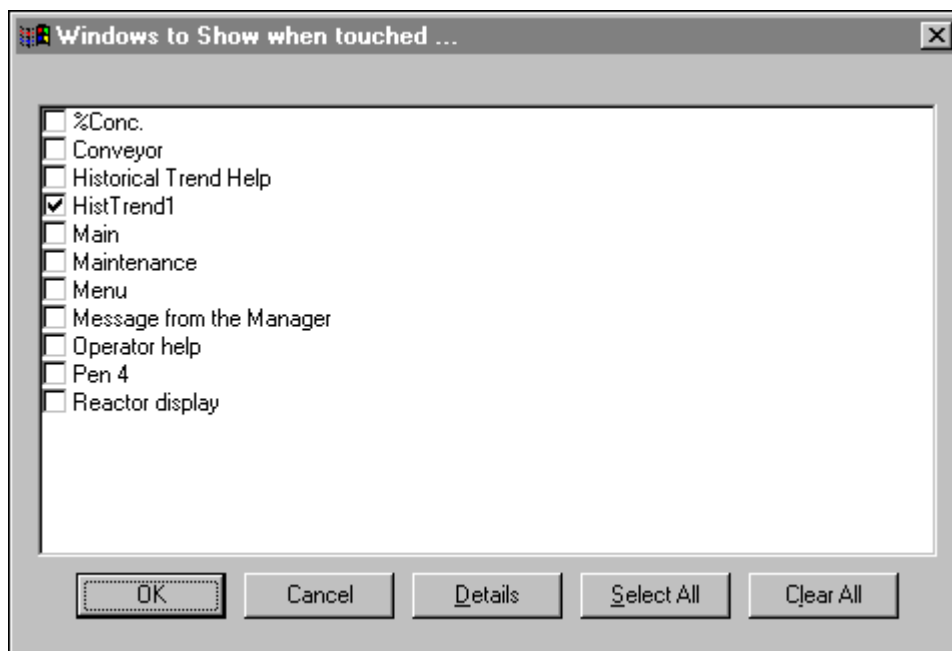 Windows to Show when touched ...
%Conc.
Conveyor
Historical Trend Help
HistTrend1
Main
Maintenance
Menu
Message from the Manager
Operator help
Pen 4
Reactor display
OK Cancel Details Select All Clear All